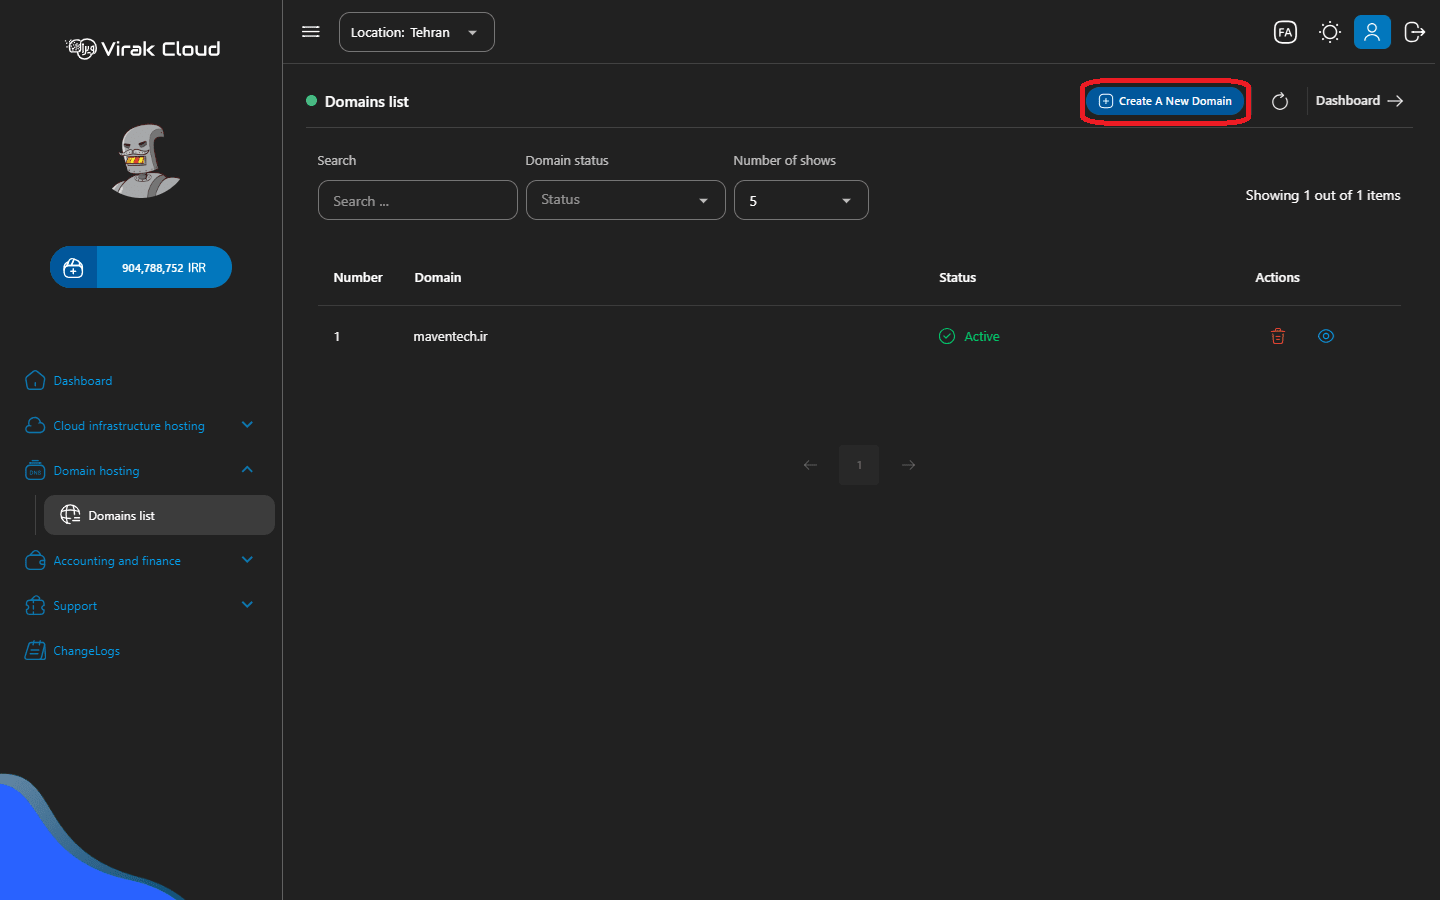 Virak Cloud
904,788,752 IRR
Dashboard
Cloud infrastructure hosting
DNS
Domain hosting
Domains list
Accounting and finance
Support
ChangeLogs
Location: Tehran
FA
Domains list
Create A New Domain
Dashboard
Search
Domain status
Number of shows
Search ...
Status
5
Showing 1 out of 1 items
Number Domain Status Actions
1 maventech.ir Active
1